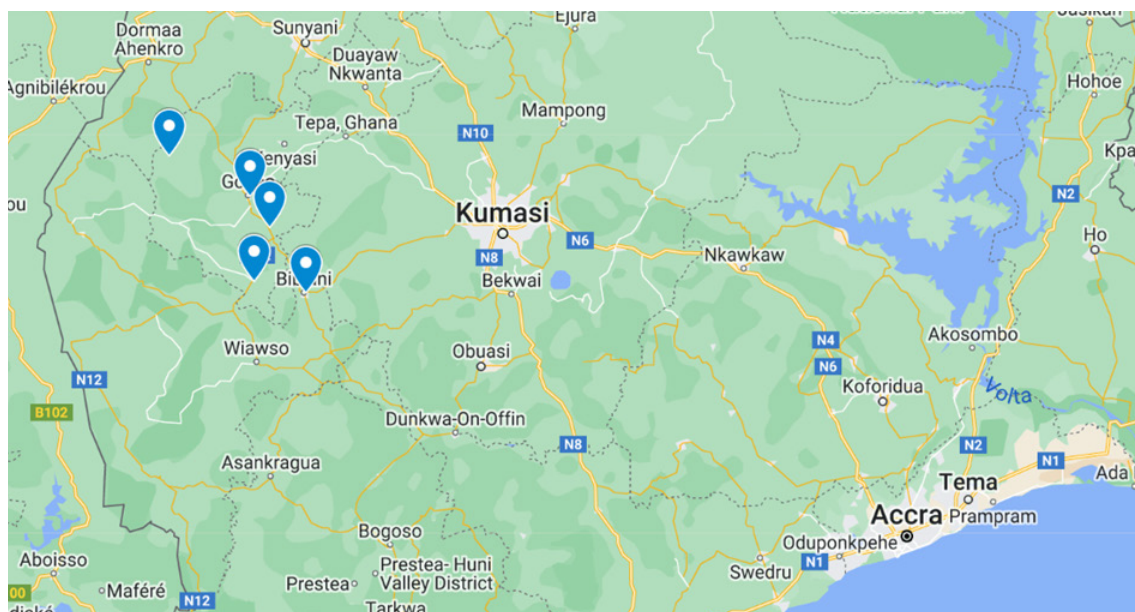 Ejura
Sunyani
Dormaa
Ahenkro
Duayaw
Nkwanta
Agnibilékrou
Hohoe
Mampong
Tepa, Ghana
N10
Kpa
enyasi
N2
ou
Kumasi
N6
Ho
Nkawkaw
N8
Bekwai
Akosombo
Wiawso
Obuasi
N4
N6
N12
Koforidua
Volta
B102
Dunkwa-On-Offin
N8
N2
N1
Asankragua
Ada
Tema
Accra
Prampram
Bogoso
Oduponkpehe
Aboisso
Swedru
N1
Prestea- Huni
Valley District
Prestea
Maféré
00
N12
Tarkwa